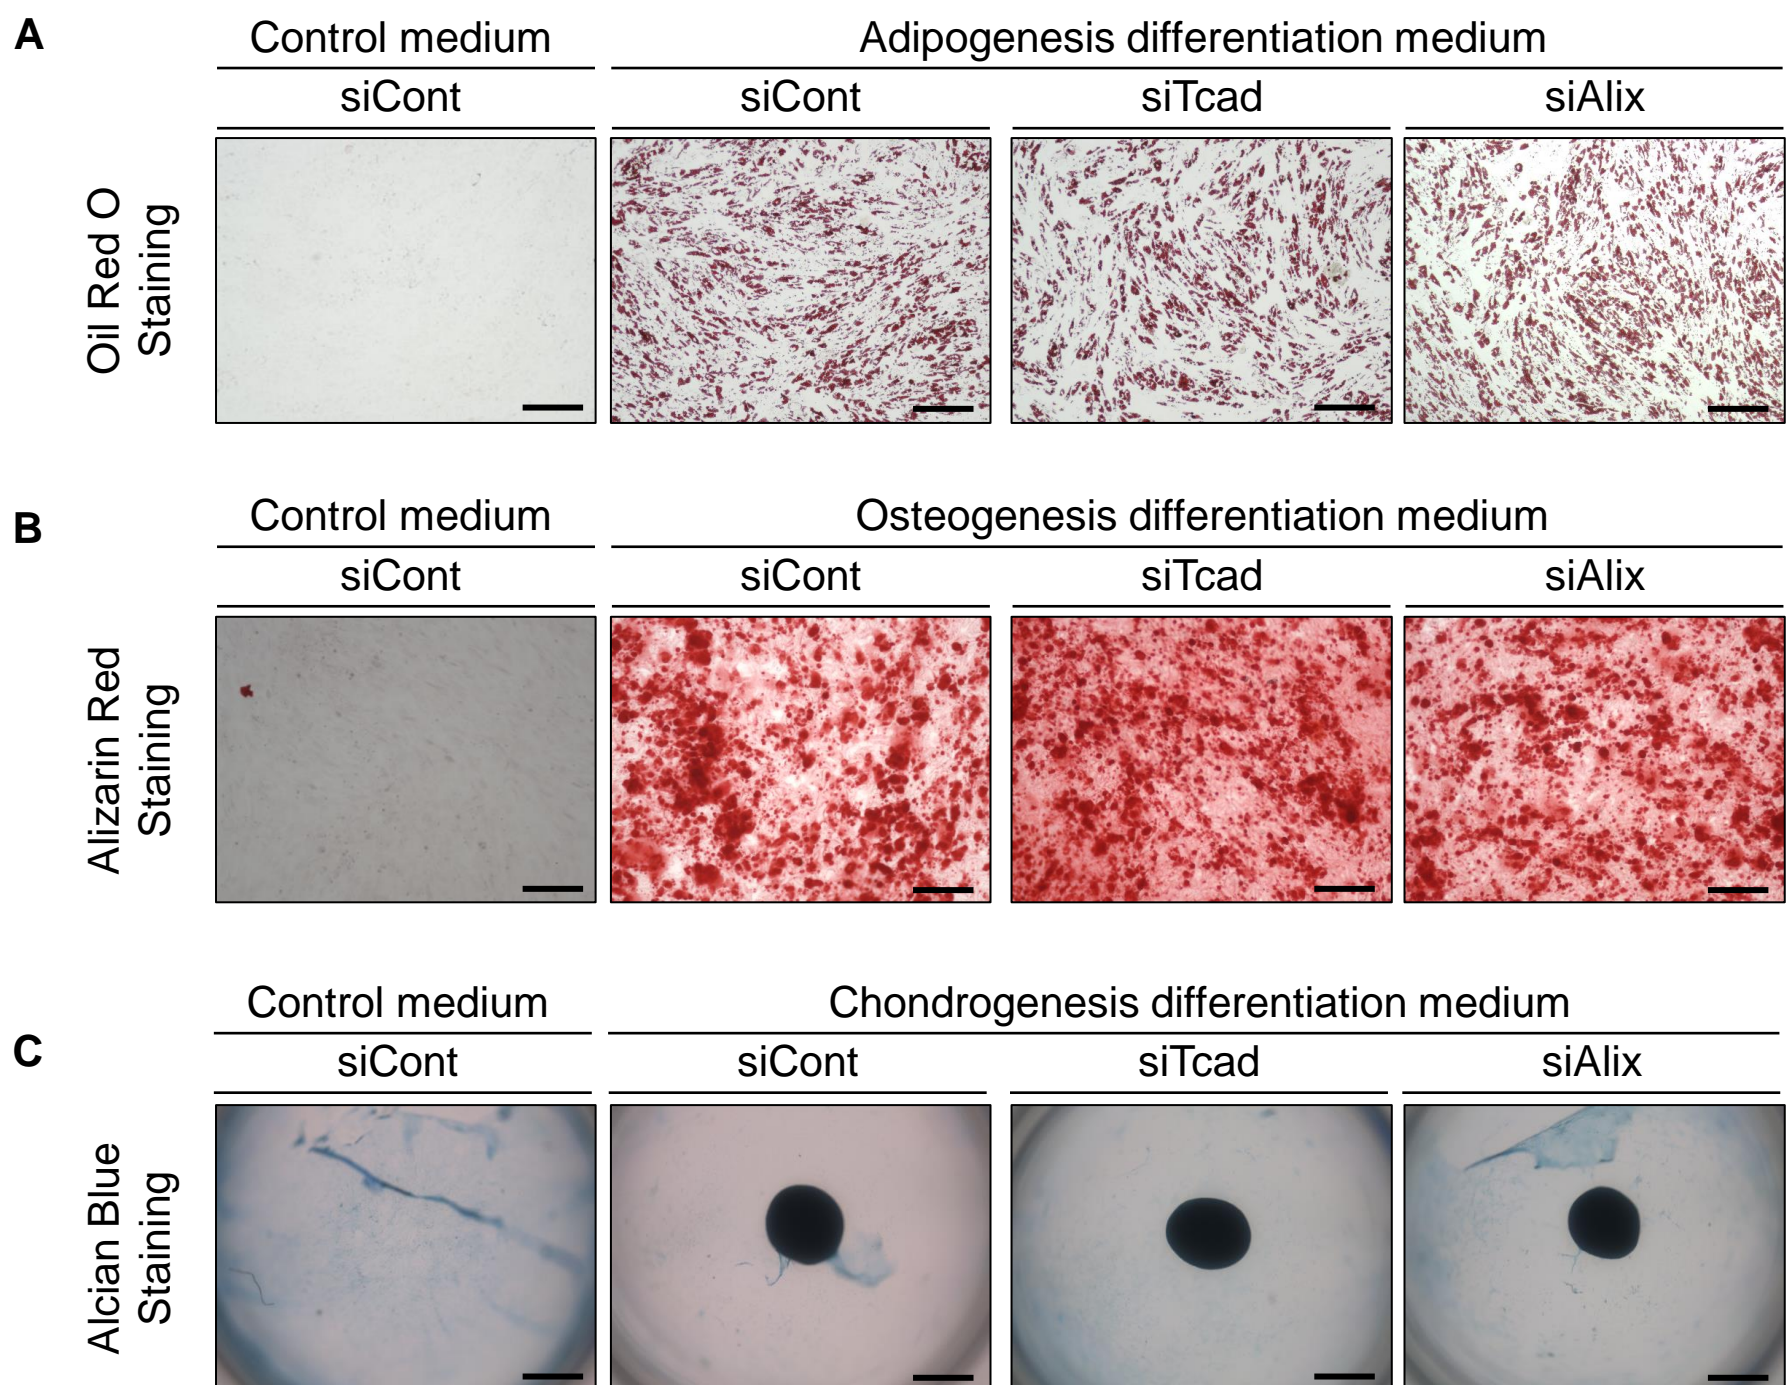 A
Control medium
Adipogenesis differentiation medium
siCont
siCont
siTcad
siAlix
Oil Red O
Staining
B
Control medium
Osteogenesis differentiation medium
siCont
siCont
siTcad
siAlix
Alizarin Red
Staining
C
Control medium
Chondrogenesis differentiation medium
siCont
siCont
siTcad
siAlix
Alcian Blue
Staining